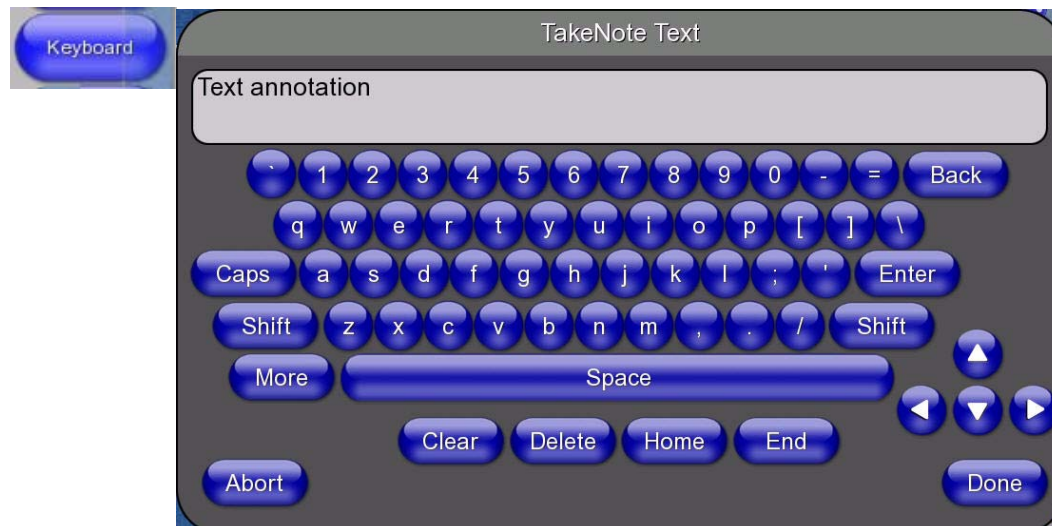 Keyboard
TakeNote Text
Text annotation
` 1 2 3 4 5 6 7 8 9 0 - = Back
q w e r t y u i o p [ ] \
Caps a s d f g h j k l ; ' Enter
Shift z x c v b n m , . / Shift
More Space
Clear Delete Home End
Abort Done